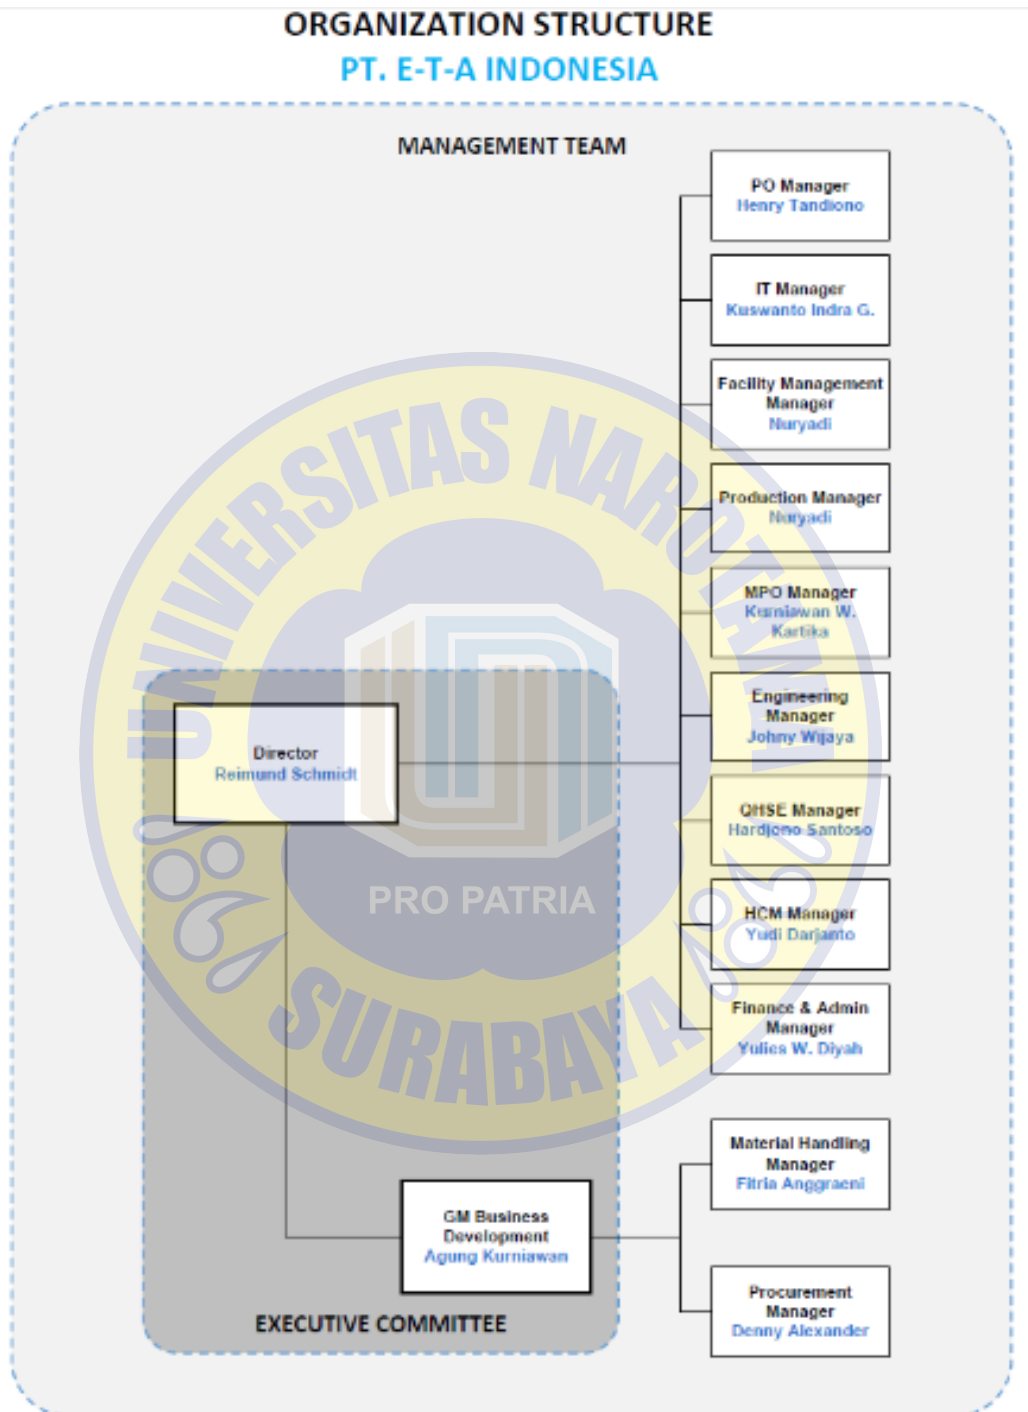 ORGANIZATION STRUCTURE
PT. E-T-A INDONESIA
MANAGEMENT TEAM
PO Manager
Henry Tandiono
IT Manager
Kuswanto Indra G.
Facility Management
Manager
Nuryadi
Production Manager
Nuryadi
MPO Manager
Kurniawan W.
Kartika
Engineering
Manager
Johny Wijaya
Director
Reimund Schmidt
QHSE Manager
Hardjono Santoso
HCM Manager
Yudi Darjanto
Finance & Admin
Manager
Yulies W. Diyah
Material Handling
Manager
Fitria Anggraeni
GM Business
Development
Agung Kurniawan
Procurement
Manager
Denny Alexander
EXECUTIVE COMMITTEE
UNIVERSITAS NAROTAMA
PRO PATRIA
SURABAYA